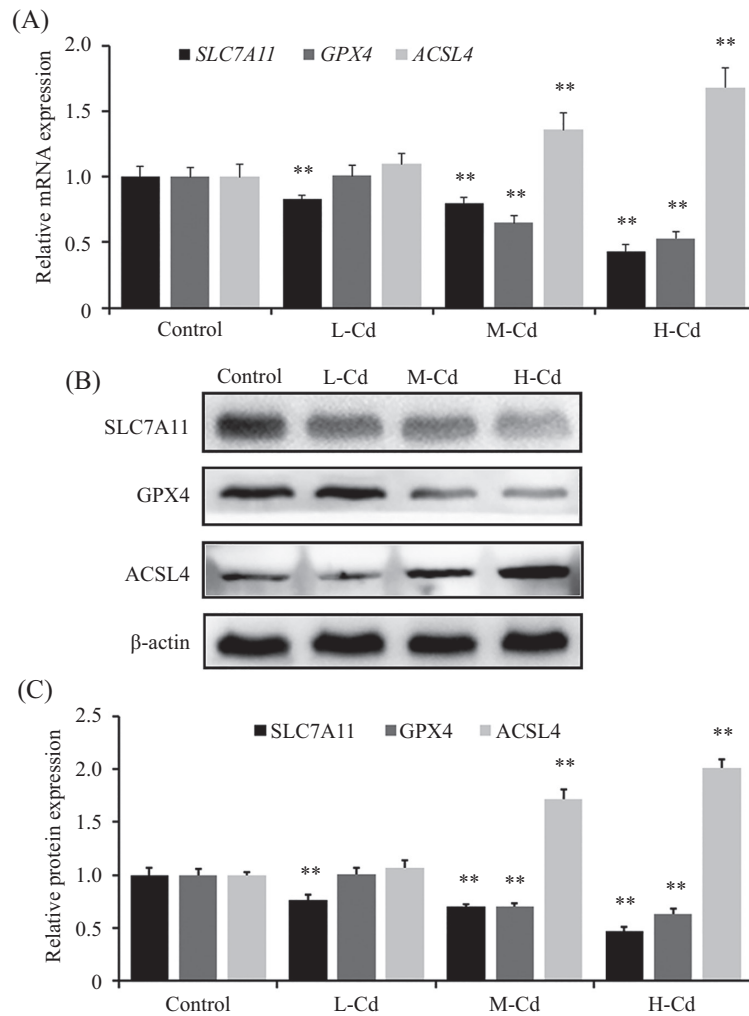 (A)
2.0
1.5
1.0
0.5
0
Relative mRNA expression
SLC7A11 GPX4 ACSL4
** ** ** ** ** ** **
Control L-Cd M-Cd H-Cd
(B)
Control L-Cd M-Cd H-Cd
SLC7A11
GPX4
ACSL4
β-actin
(C)
2.5
2.0
1.5
1.0
0.5
0
Relative protein expression
SLC7A11 GPX4 ACSL4
** ** ** ** ** ** **
Control L-Cd M-Cd H-Cd